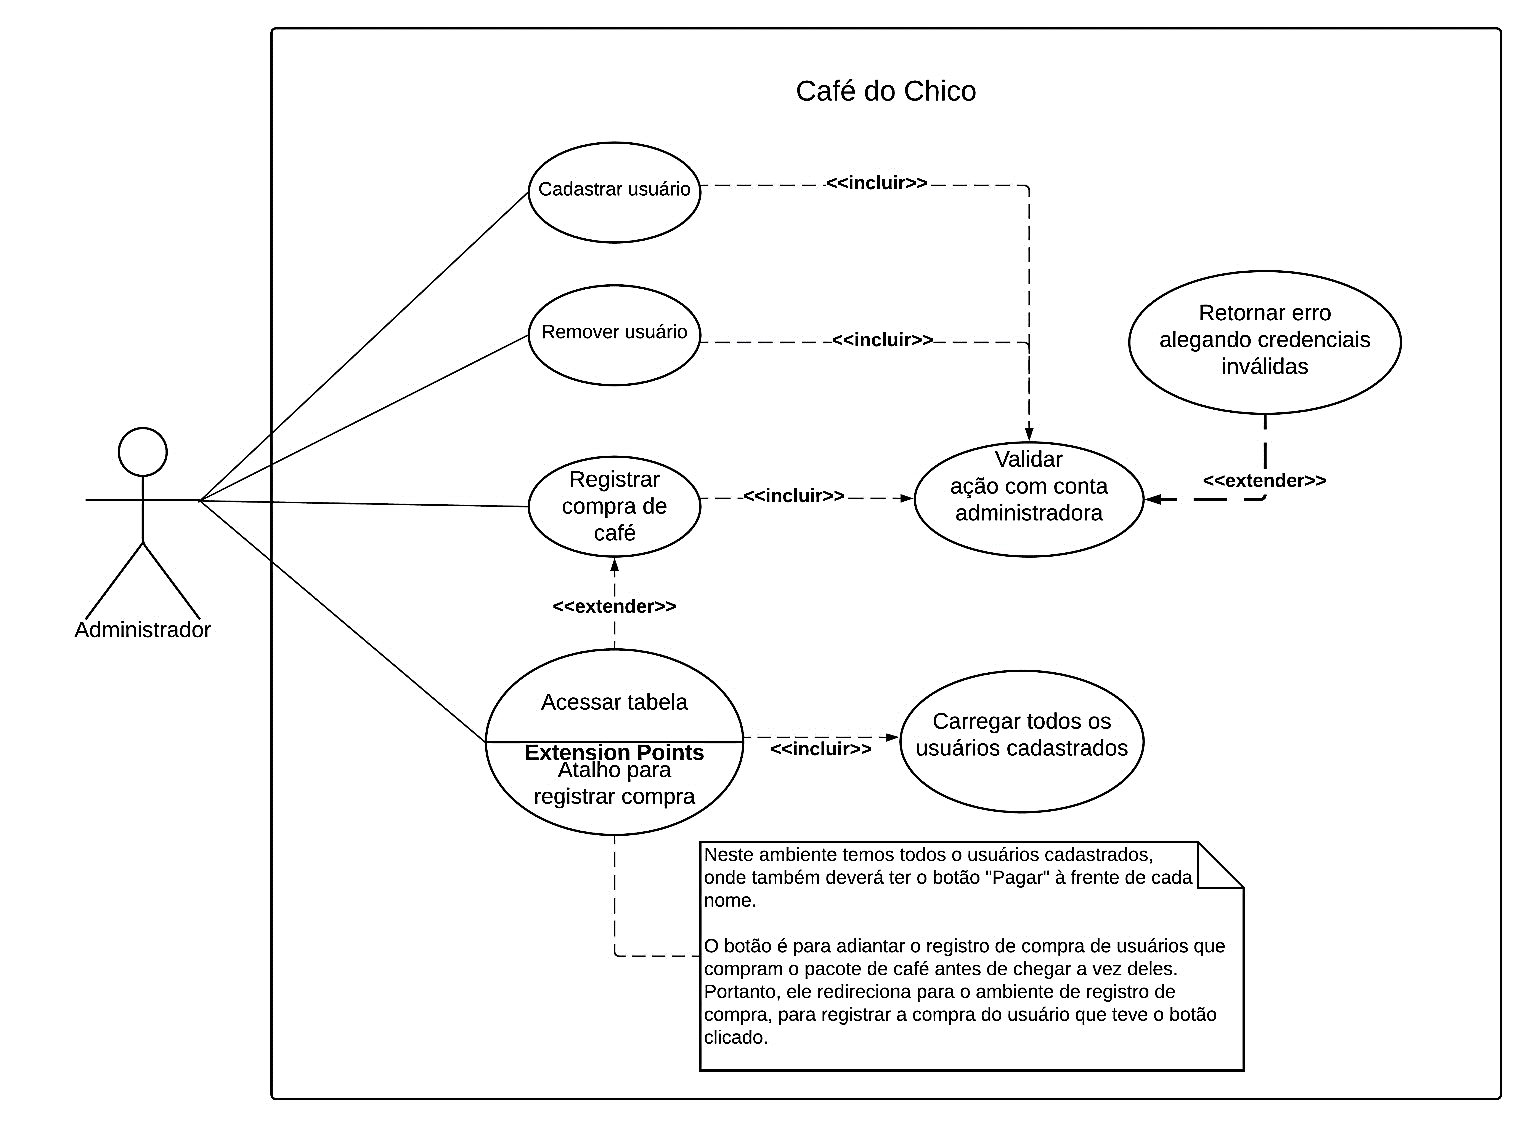 Café do Chico
Cadastrar usuário
<<incluir>>
Remover usuário
<<incluir>>
Retornar erro
alegando credenciais
inválidas
Registrar
compra de
café
<<incluir>>
Validar
ação com conta
administradora
<<extender>>
<<extender>>
Administrador
Acessar tabela
Extension Points
Atalho para
registrar compra
<<incluir>>
Carregar todos os
usuários cadastrados
Neste ambiente temos todos o usuários cadastrados,
onde também deverá ter o botão "Pagar" à frente de cada
nome.
O botão é para adiantar o registro de compra de usuários que
compram o pacote de café antes de chegar a vez deles.
Portanto, ele redireciona para o ambiente de registro de
compra, para registrar a compra do usuário que teve o botão
clicado.